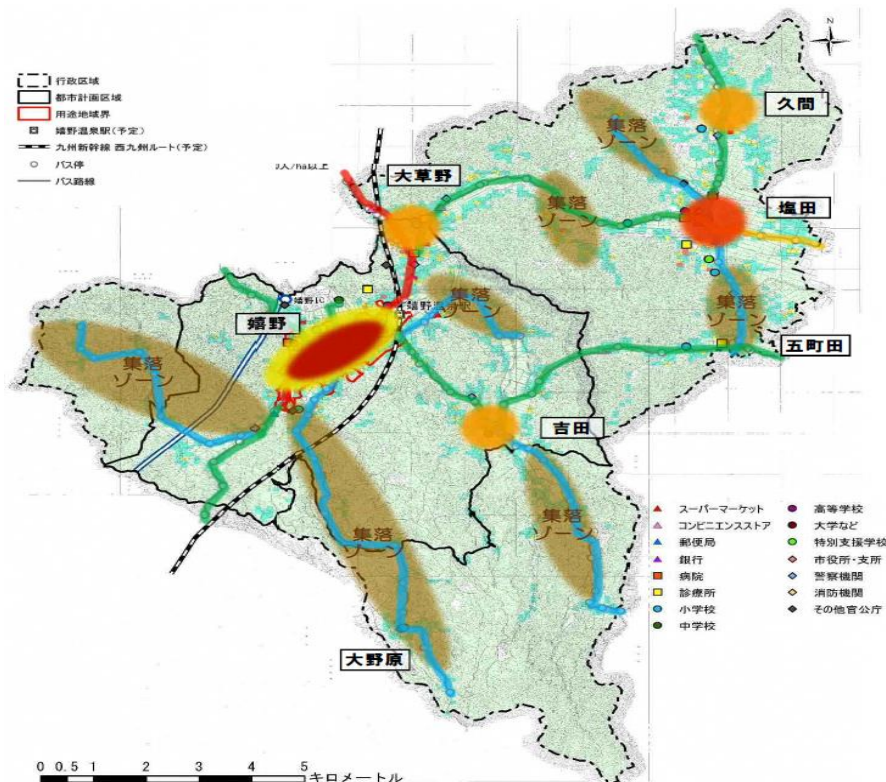 行政区域
都市計画区域
用途地域界
嬉野温泉駅(予定)
九州新幹線 西九州ルート(予定)
バス停
バス路線
人/ha以上
久間
大草野
集落
ゾーン
塩田
集落
ゾーン
集落
ゾーン
嬉野IC
嬉野
集落
ゾーン
五町田
集落
ゾーン
吉田
集落
ゾーン
集落
ゾーン
大野原
スーパーマーケット
コンビニエンスストア
郵便局
銀行
病院
診療所
小学校
中学校
高等学校
大学など
特別支援学校
市役所・支所
警察機関
消防機関
その他官公庁
0 0.5 1 2 3 4 5
キロメートル